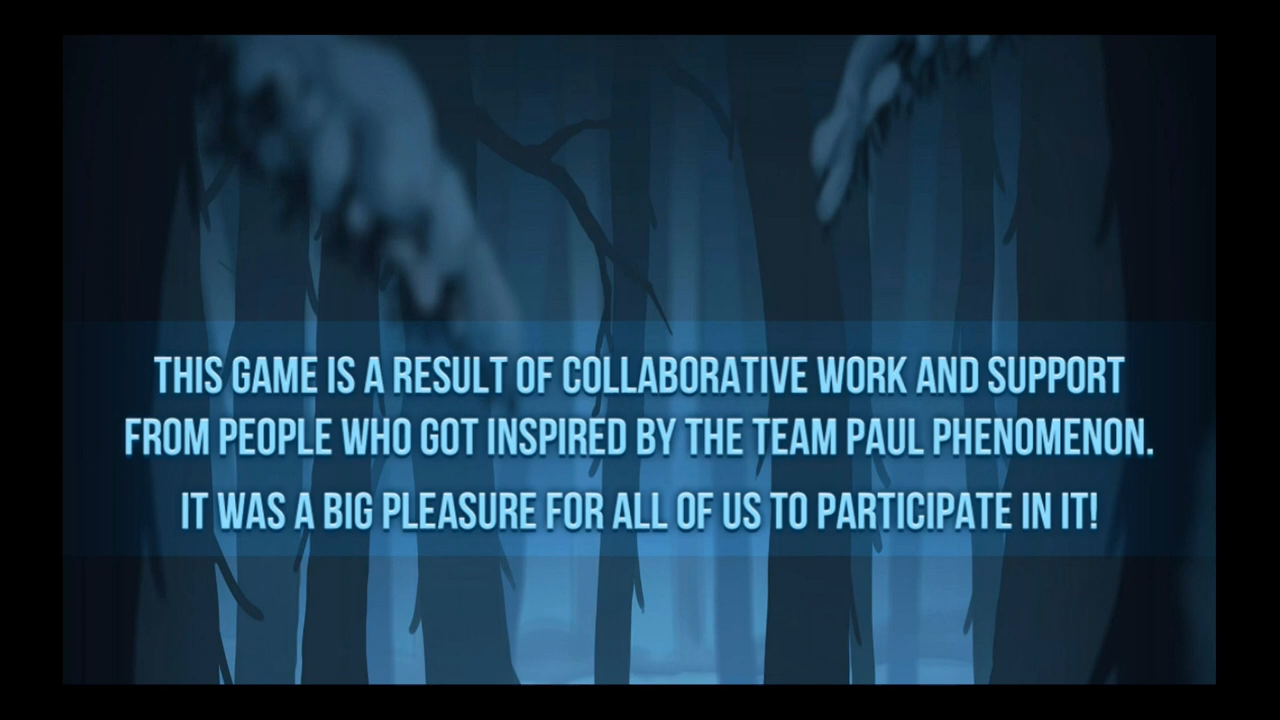 THIS GAME IS A RESULT OF COLLABORATIVE WORK AND SUPPORT
FROM PEOPLE WHO GOT INSPIRED BY THE TEAM PAUL PHENOMENON.
IT WAS A BIG PLEASURE FOR ALL OF US TO PARTICIPATE IN IT!